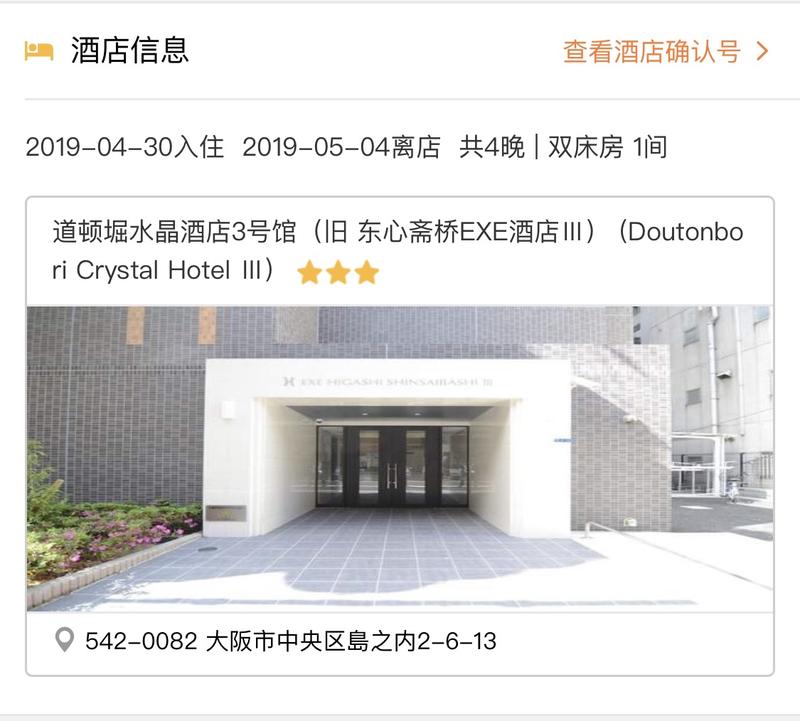 酒店信息
查看酒店确认号
2019-04-30入住 2019-05-04离店 共4晚 | 双床房 1间
道顿堀水晶酒店3号馆（旧 东心斋桥EXE酒店Ⅲ）（Doutonbo
ri Crystal Hotel Ⅲ）
EXE HIGASHI SHINSAIBASHI Ⅲ
542-0082 大阪市中央区島之内2-6-13